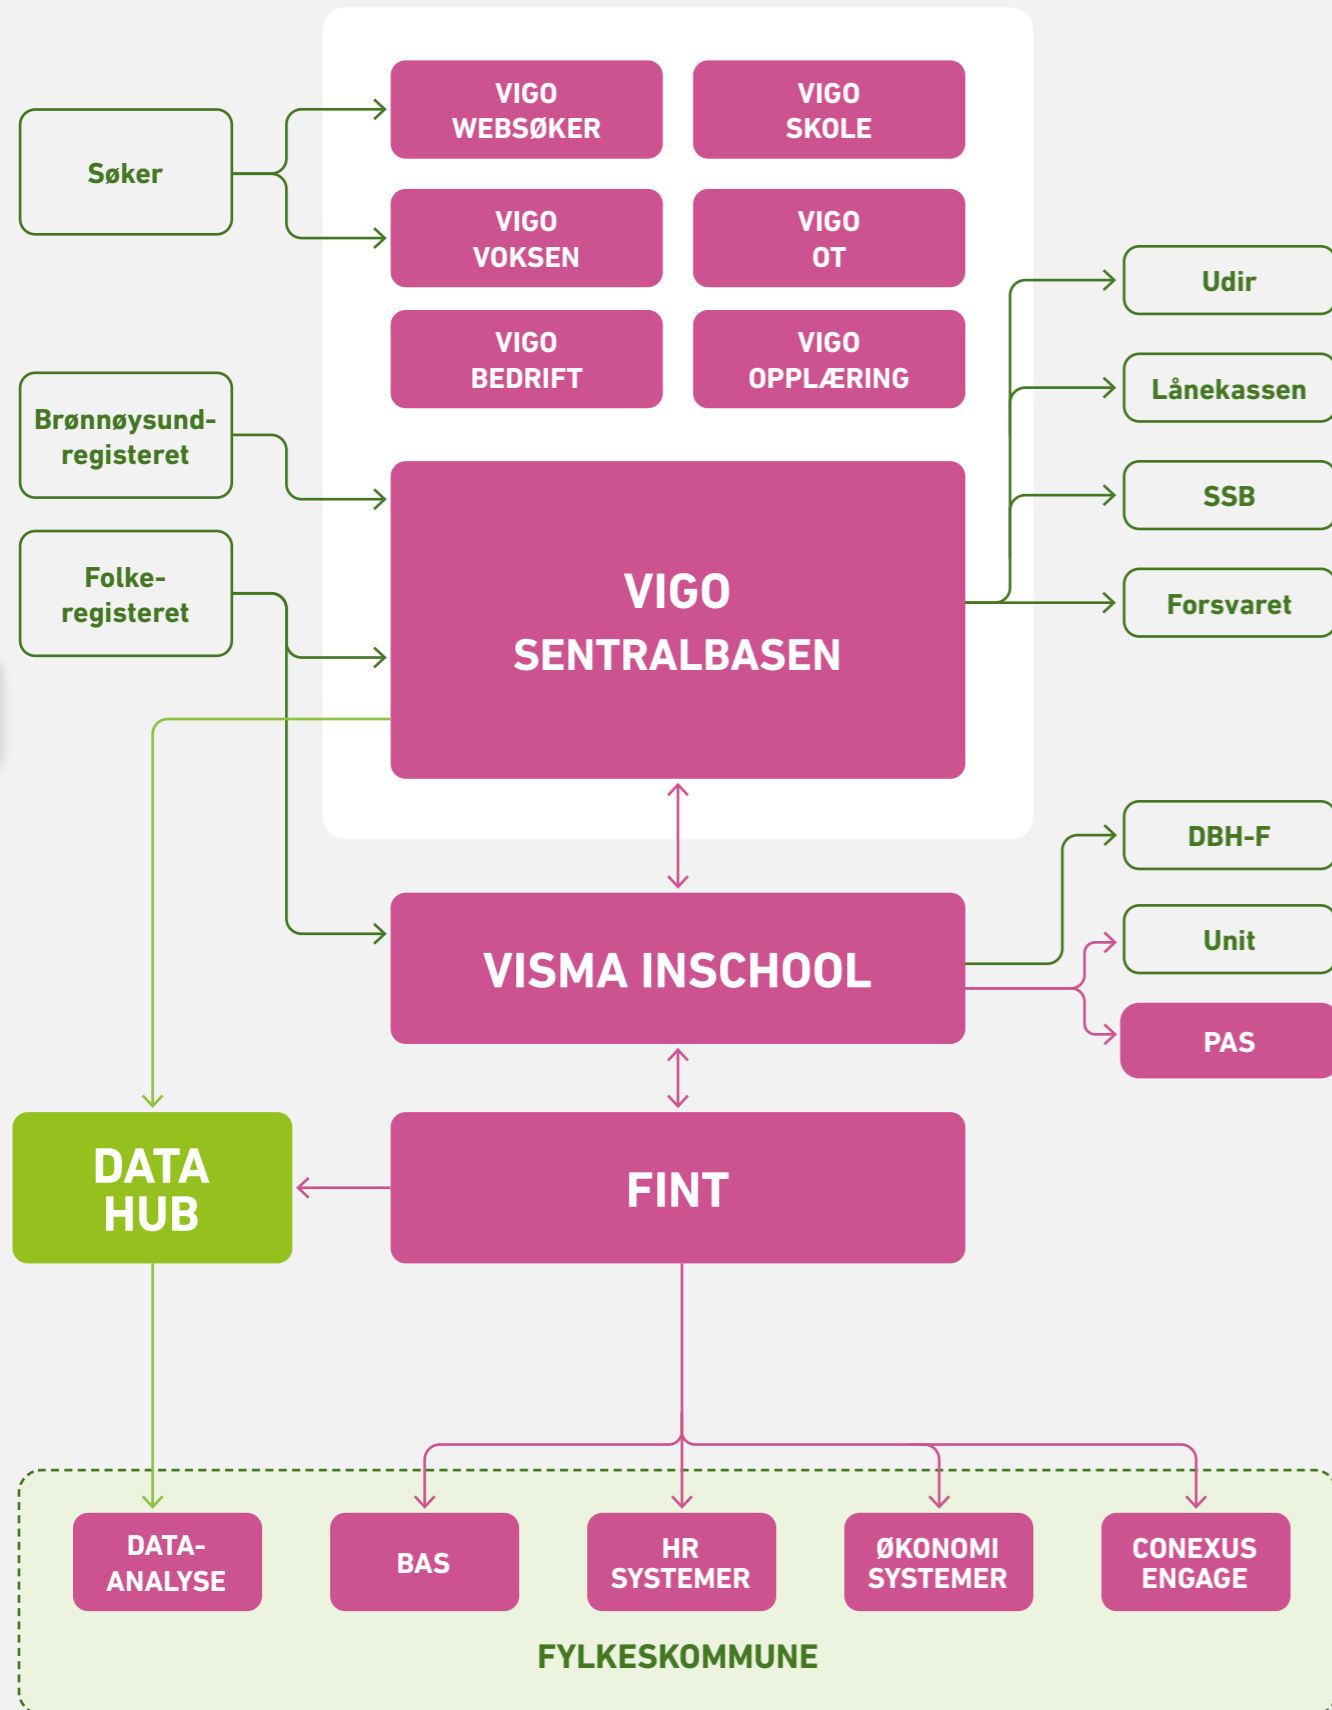 VIGO
WEBSØKER
VIGO
SKOLE
Søker
VIGO
VOKSEN
VIGO
OT
Udir
VIGO
BEDRIFT
VIGO
OPPLÆRING
Lånekassen
Brønnøysund-
registeret
SSB
Folke-
registeret
VIGO
SENTRALBASEN
Forsvaret
DBH-F
VISMA INSCHOOL
Unit
PAS
DATA
HUB
FINT
DATA-
ANALYSE
BAS
HR
SYSTEMER
ØKONOMI
SYSTEMER
CONEXUS
ENGAGE
FYLKESKOMMUNE